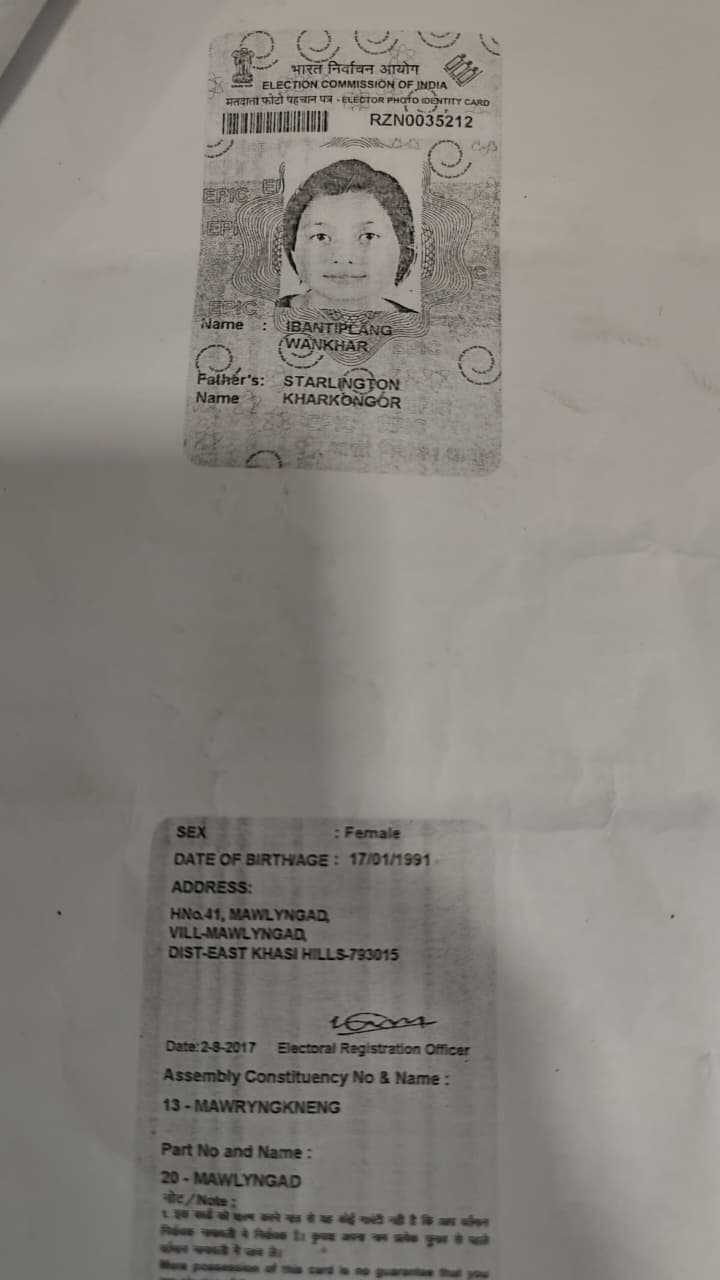 भारत निर्वाचन आयोग
ELECTION COMMISSION OF INDIA
मतदाता फोटो पहचान पत्र - ELECTOR PHOTO IDENTITY CARD
RZN0035212
EPIC
EPIC
Name : IBANTIPLANG
WANKHAR
Father's: STARLINGTON
Name KHARKONGOR
SEX : Female
DATE OF BIRTH/AGE : 17/01/1991
ADDRESS:
HNo.41, MAWLYNGAD,
VILL-MAWLYNGAD,
DIST-EAST KHASI HILLS-793015
Date:2-8-2017 Electoral Registration Officer
Assembly Constituency No & Name :
13 - MAWRYNGKNENG
Part No and Name :
20 - MAWLYNGAD
नोट/Note :
Mere possession of this card is no guarantee that you